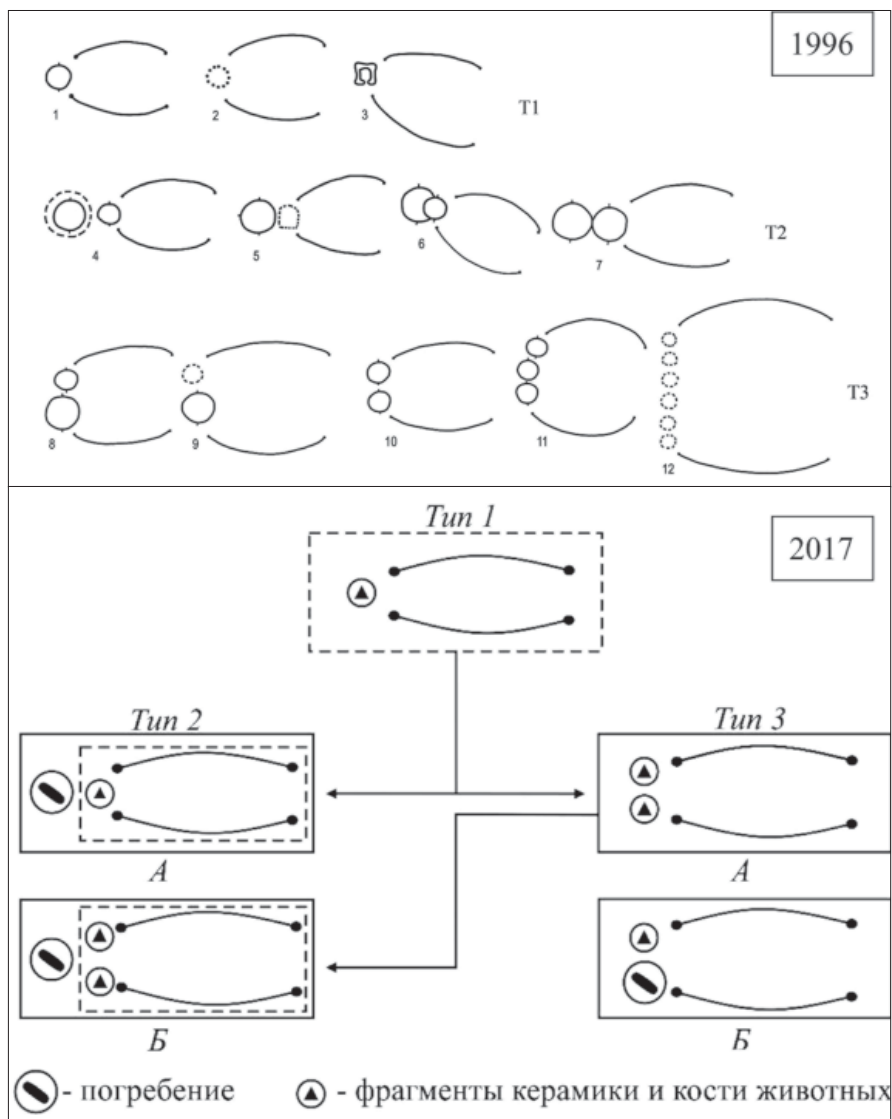 1996
1 2 3 T1
4 5 6 7 T2
8 9 10 11 12 T3
2017
Тип 1
Тип 2 Тип 3
А А
Б Б
- погребение - фрагменты керамики и кости животных